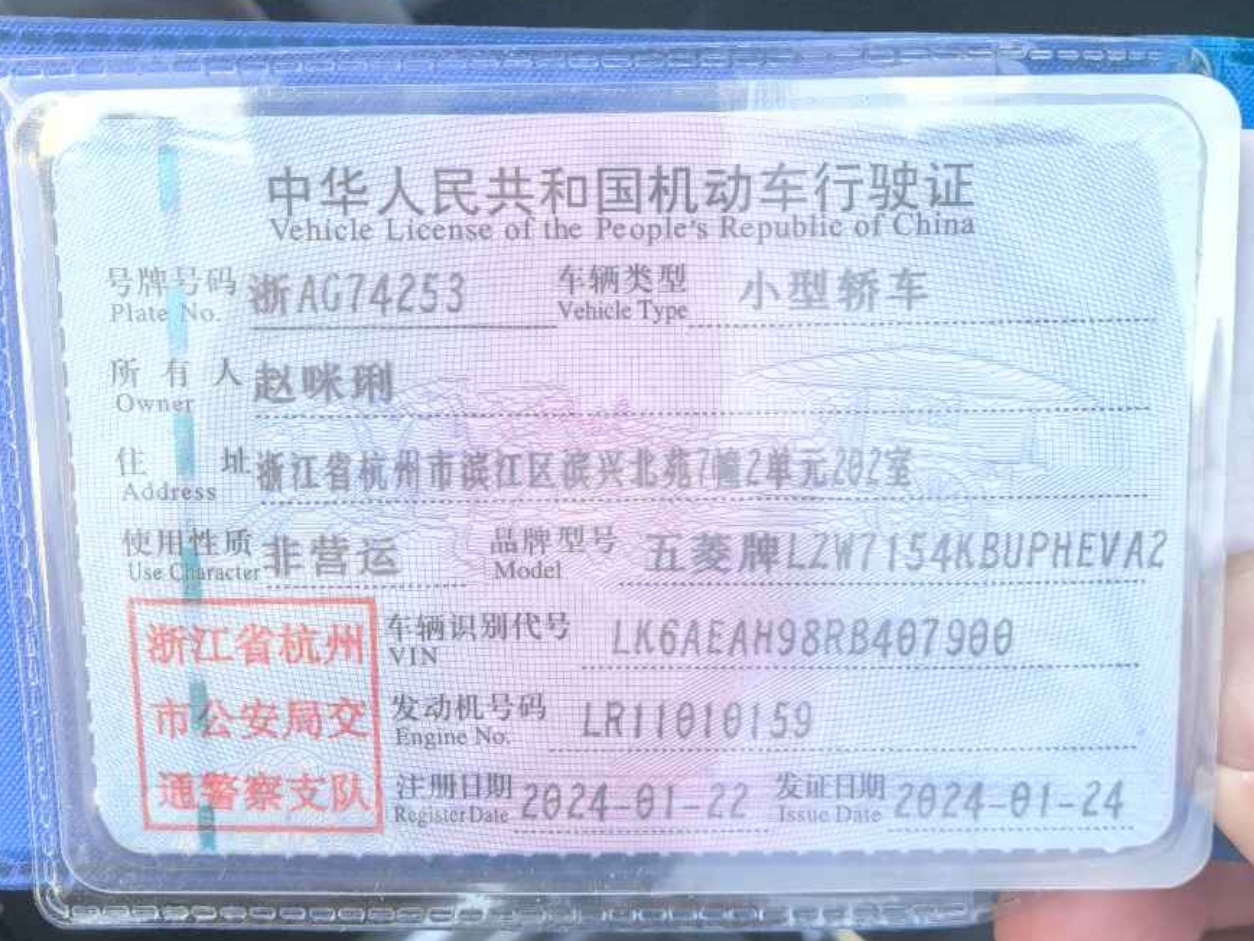 中华人民共和国机动车行驶证
Vehicle License of the People's Republic of China
号牌号码 浙AG74253 车辆类型 小型轿车
Plate No. Vehicle Type
所有人 赵咪琍
Owner
住址 浙江省杭州市滨江区滨兴北苑7幢2单元202室
Address
使用性质 非营运 品牌型号 五菱牌LZW7154KBUPHEVA2
Use Character Model
浙江省杭州
市公安局交
通警察支队
车辆识别代号 LK6AEAH98RB407900
VIN
发动机号码 LR11010159
Engine No.
注册日期 2024-01-22 发证日期 2024-01-24
Register Date Issue Date